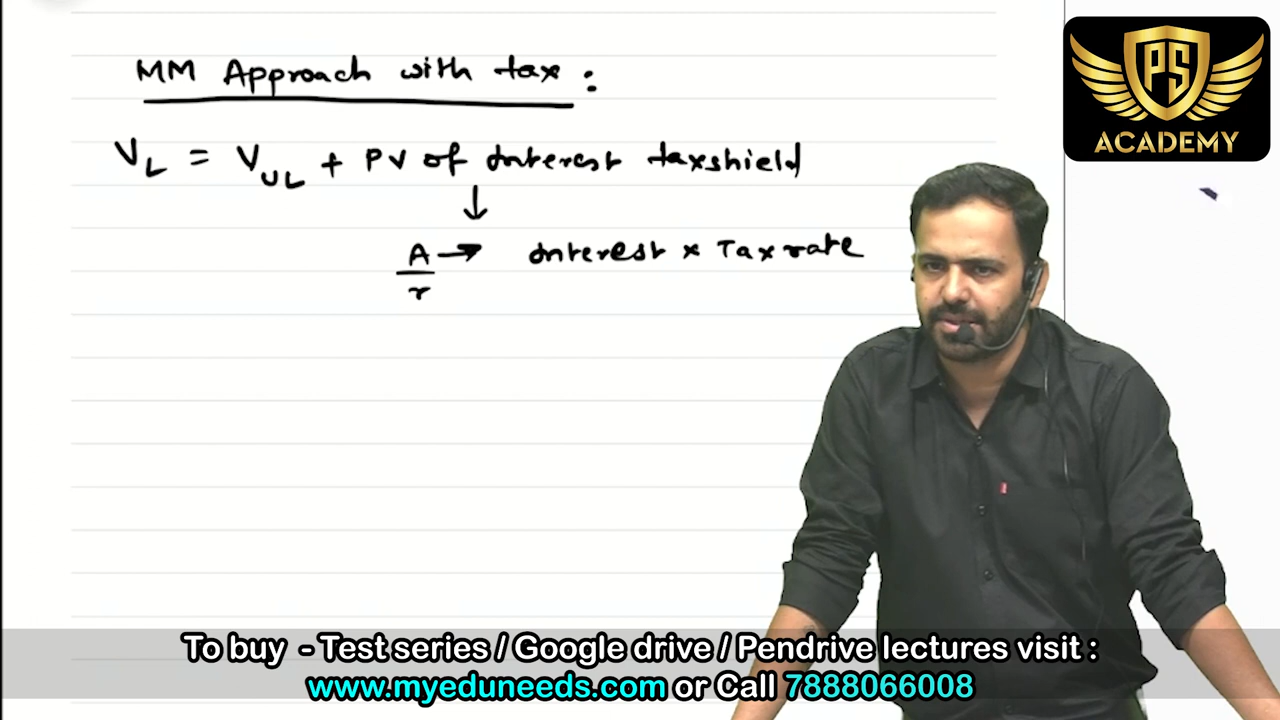 MM Approach with tax :
VL = VUL + PV of Interest taxshield
↓
A → Interest × Tax rate
r
PS
ACADEMY
To buy - Test series / Google drive / Pendrive lectures visit :
www.myeduneeds.com or Call 7888066008